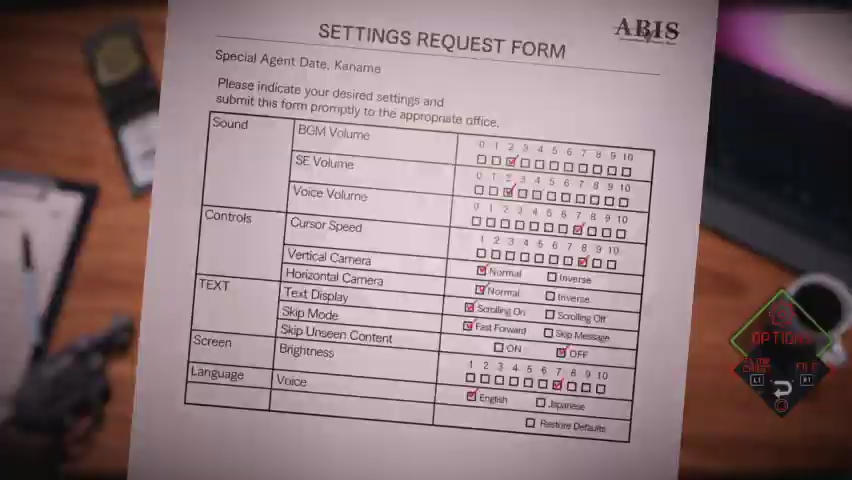 SETTINGS REQUEST FORM
ABIS
Special Agent Date, Kaname
Please indicate your desired settings and
submit this form promptly to the appropriate office.
Sound
BGM Volume
0 1 2 3 4 5 6 7 8 9 10
SE Volume
0 1 2 3 4 5 6 7 8 9 10
Voice Volume
0 1 2 3 4 5 6 7 8 9 10
Controls
Cursor Speed
1 2 3 4 5 6 7 8 9 10
Vertical Camera
Normal Inverse
Horizontal Camera
Normal Inverse
TEXT
Text Display
Scrolling On Scrolling Off
Skip Mode
Fast Forward Skip Message
Skip Unseen Content
ON OFF
Screen
Brightness
1 2 3 4 5 6 7 8 9 10
Language
Voice
English Japanese
Restore Defaults
OPTIONS
FLOW
CHART
FILE
L1
R1